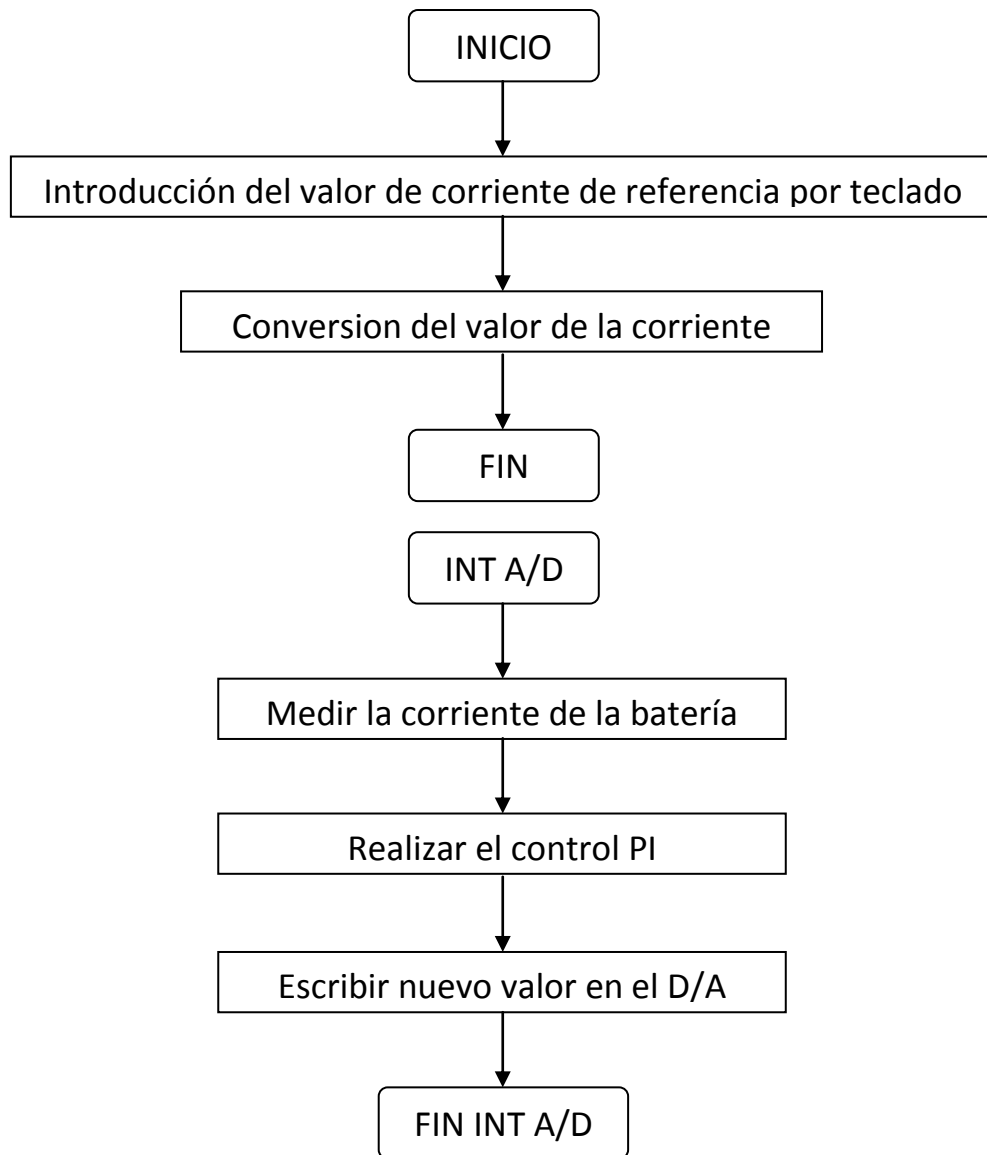 INICIO
Introducción del valor de corriente de referencia por teclado
Conversion del valor de la corriente
FIN
INT A/D
Medir la corriente de la batería
Realizar el control PI
Escribir nuevo valor en el D/A
FIN INT A/D